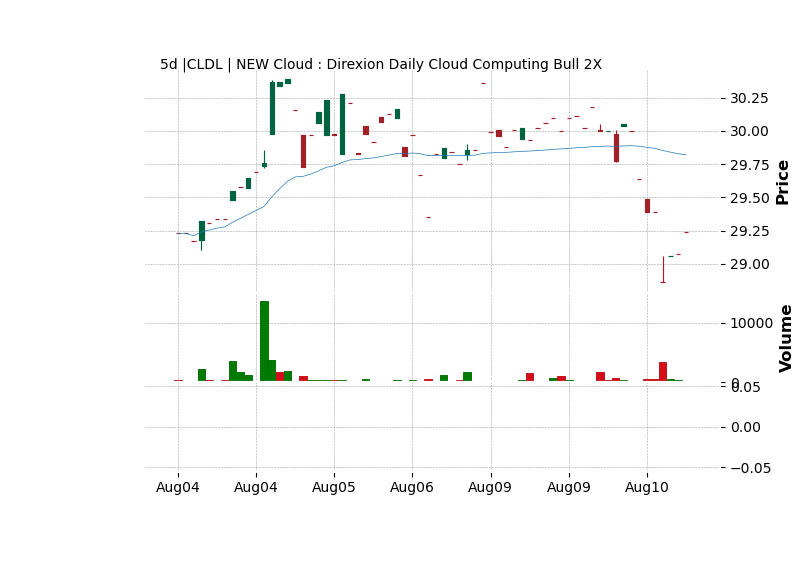 5d |CLDL | NEW Cloud : Direxion Daily Cloud Computing Bull 2X
30.25
30.00
29.75
29.50
29.25
29.00
Price
10000
0
Volume
0.05
0.00
−0.05
Aug04 Aug04 Aug05 Aug06 Aug09 Aug09 Aug10